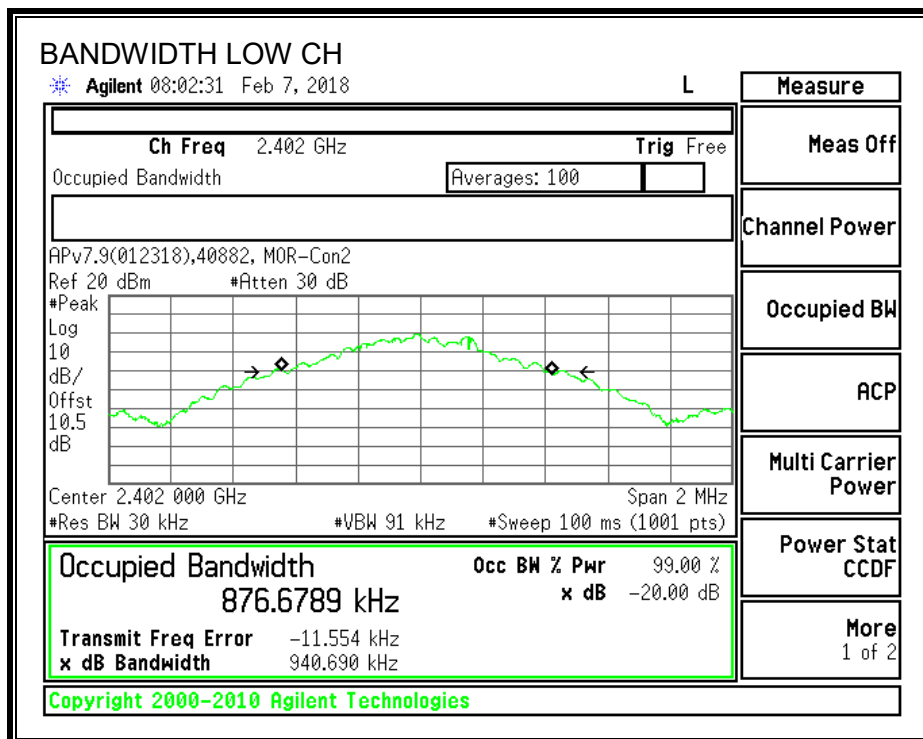 BANDWIDTH LOW CH
Agilent 08:02:31 Feb 7, 2018 L
Measure
Ch Freq 2.402 GHz Trig Free
Meas Off
Occupied Bandwidth Averages: 100
Channel Power
APv7.9(012318),40882, MOR-Con2
Ref 20 dBm #Atten 30 dB
#Peak
Log
10
dB/
Offst
10.5
dB
Occupied BW
ACP
Center 2.402 000 GHz Span 2 MHz
#Res BW 30 kHz #VBW 91 kHz #Sweep 100 ms (1001 pts)
Multi Carrier
Power
Occupied Bandwidth Occ BW % Pwr 99.00 %
876.6789 kHz x dB -20.00 dB
Power Stat
CCDF
Transmit Freq Error -11.554 kHz
x dB Bandwidth 940.690 kHz
More
1 of 2
Copyright 2000-2010 Agilent Technologies